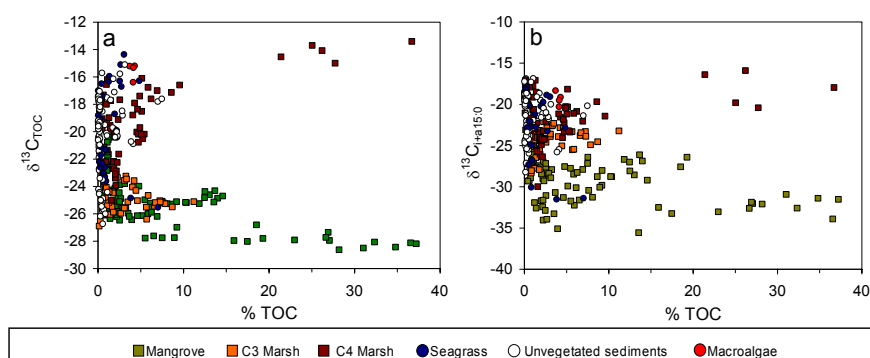 a
-12
-14
-16
-18
-20
-22
-24
-26
-28
0 10 20 30 40
% TOC
δ13CTOC
b
-10
-15
-20
-25
-30
-35
-40
0 10 20 30 40
% TOC
δ13Ci+a15:0
Mangrove C3 Marsh C4 Marsh Seagrass Unvegetated sediments Macroalgae